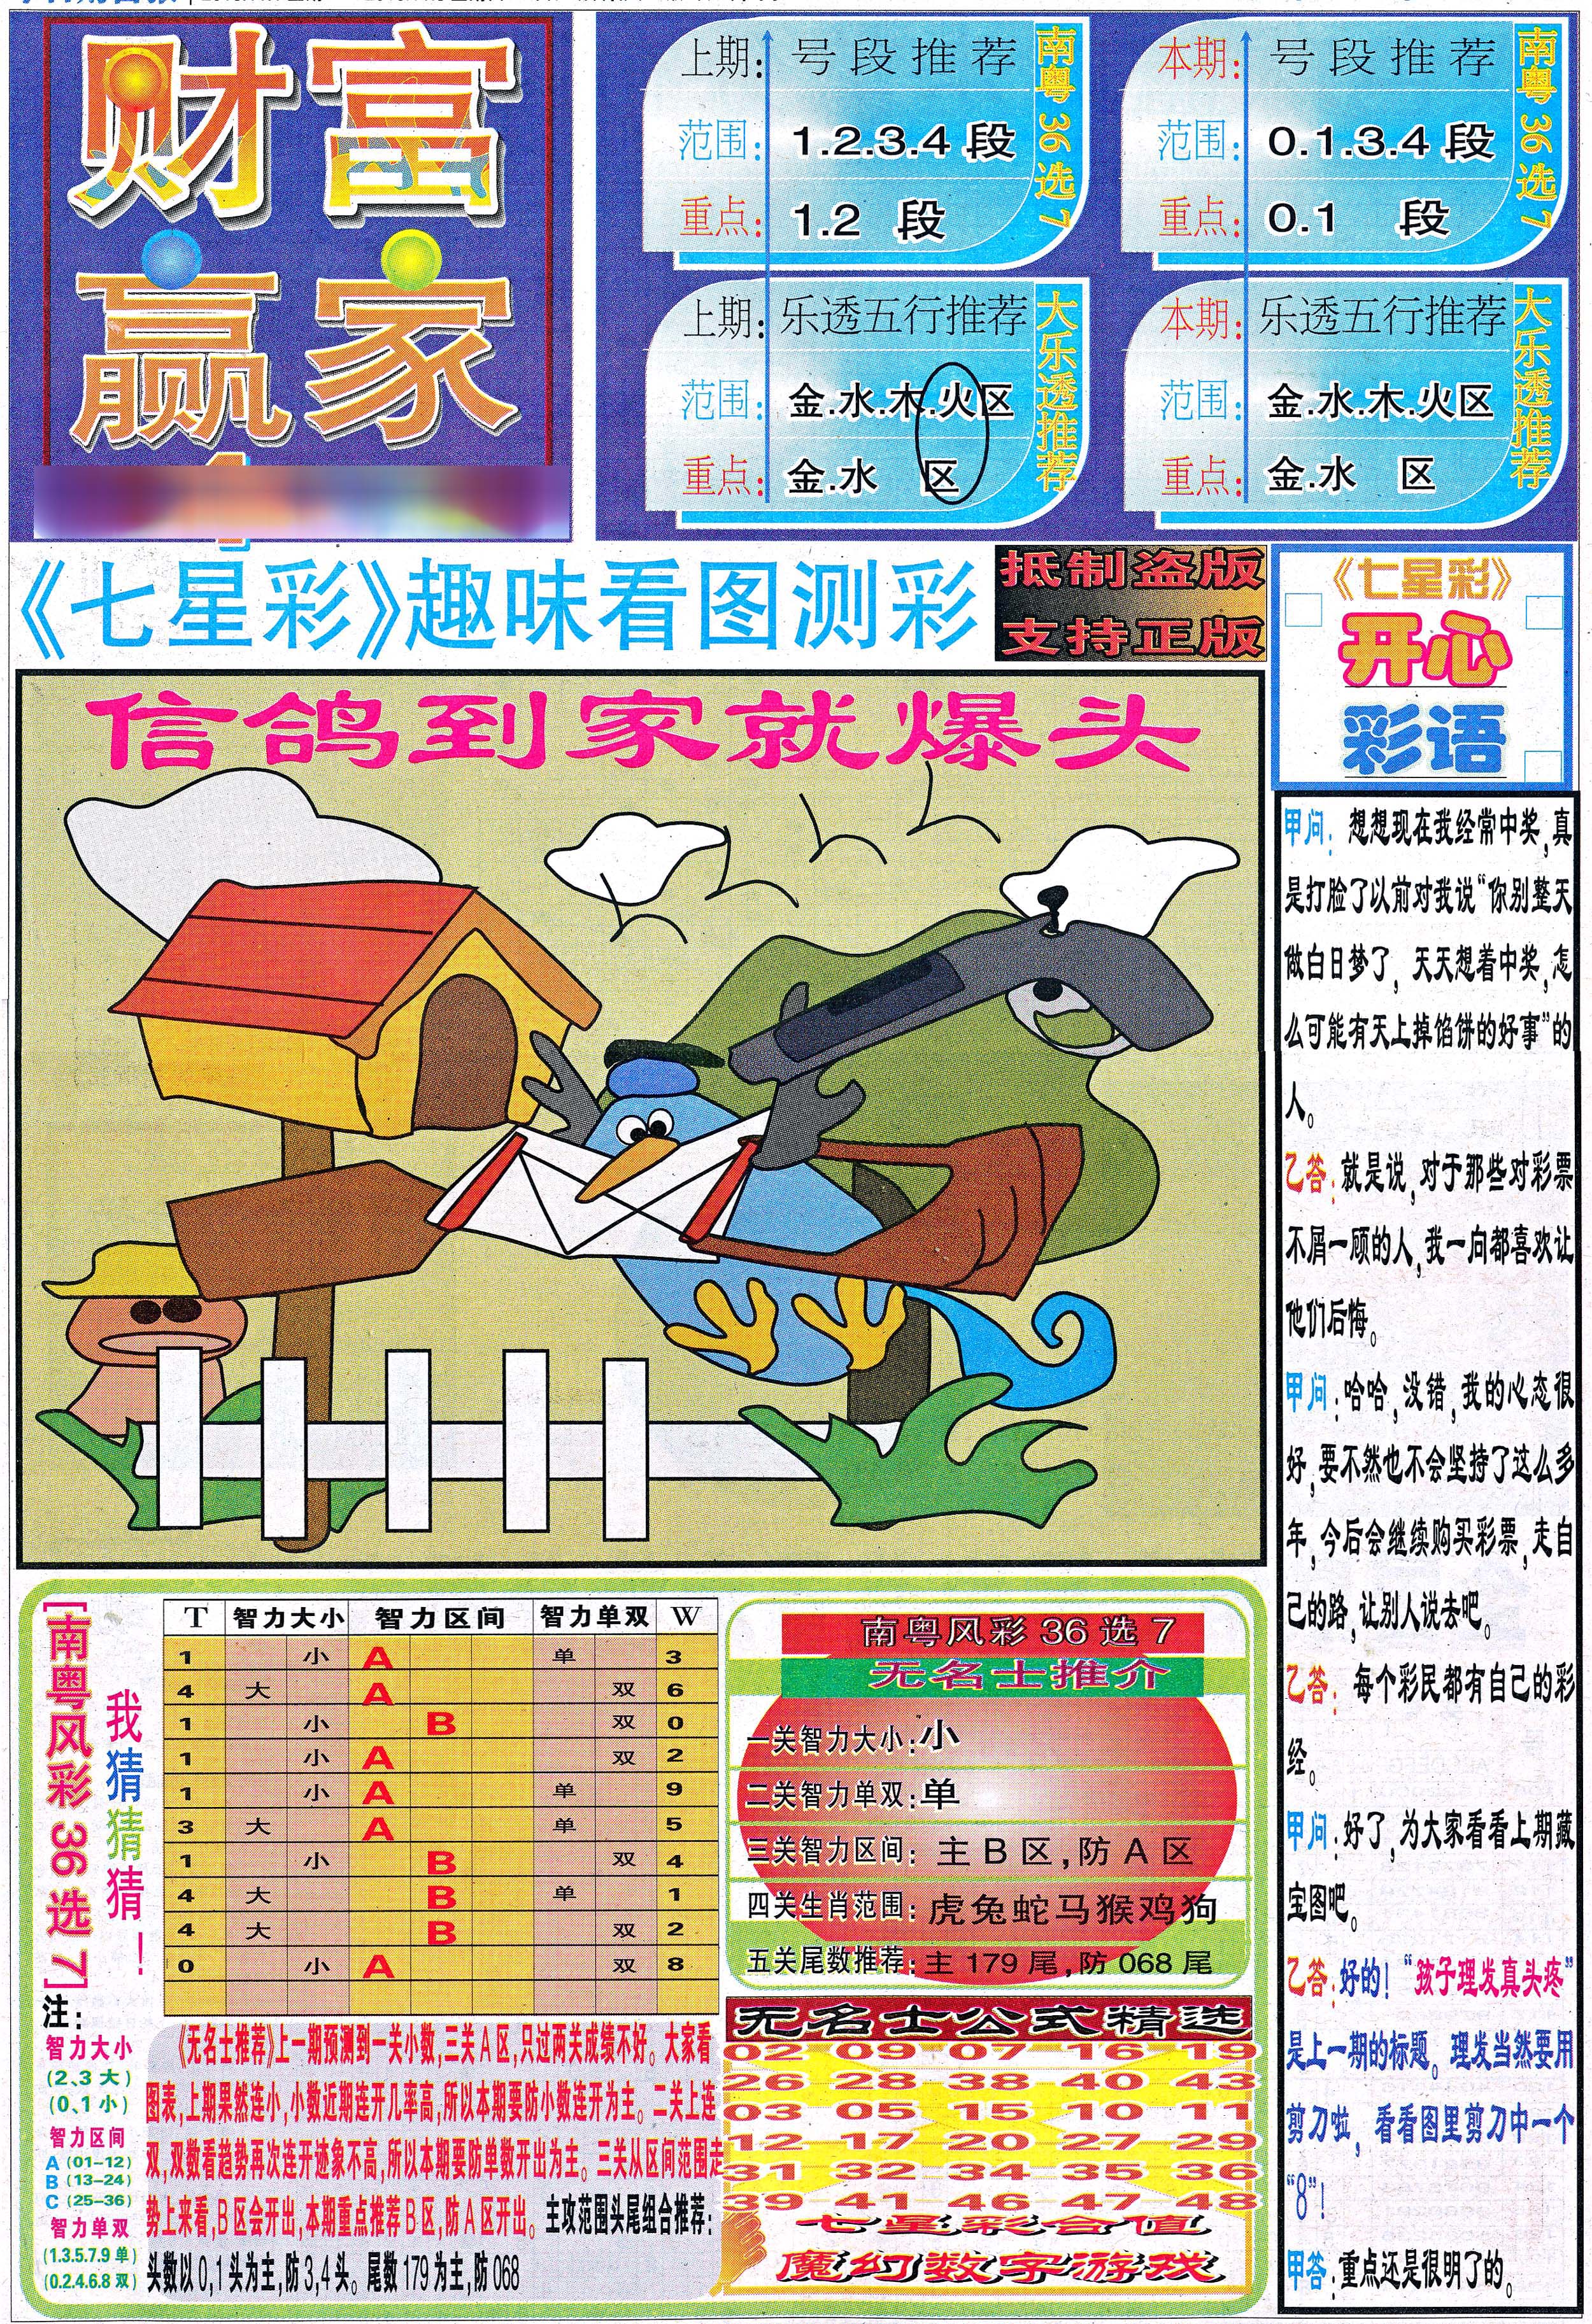 财富
赢家
上期：号段推荐
范围：1.2.3.4 段
重点：1.2 段
南粤36选7
本期：号段推荐
范围：0.1.3.4 段
重点：0.1 段
南粤36选7
上期：乐透五行推荐
范围：金.水.木.火区
重点：金.水 区
大乐透推荐
本期：乐透五行推荐
范围：金.水.木.火区
重点：金.水 区
大乐透推荐
《七星彩》趣味看图测彩
抵制盗版
支持正版
信鸽到家就爆头
《七星彩》
开心
彩语
甲问：想想现在我经常中奖,真
是打脸了以前对我说“你别整天
做白日梦了,天天想着中奖,怎
么可能有天上掉馅饼的好事”的
人。
乙答:就是说,对于那些对彩票
不屑一顾的人,我一向都喜欢让
他们后悔。
甲问:哈哈,没错,我的心态很
好,要不然也不会坚持了这么多
年,今后会继续购买彩票,走自
己的路,让别人说去吧。
乙答:每个彩民都有自己的彩
经。
甲问:好了,为大家看看上期藏
宝图吧。
乙答:好的!“孩子理发真头疼”
是上一期的标题。理发当然要用
剪刀啦,看看图里剪刀中一个
“8”!
甲答:重点还是很明了的。
[南粤风彩36选7]
我猜猜猜！
T 智力大小 智力区间 智力单双 W
1 小 A 单 3
4 大 A 双 6
1 小 B 双 0
1 小 A 双 2
1 小 A 单 9
3 大 A 单 5
1 小 B 双 4
4 大 B 单 1
4 大 B 双 2
0 小 A 双 8
注：
智力大小
(2、3 大)
(0、1 小)
智力区间
A (01-12)
B (13-24)
C (25-36)
智力单双
(1.3.5.7.9 单)
(0.2.4.6.8 双)
《无名士推荐》上一期预测到一关小数,三关A区,只过两关成绩不好。大家看
图表,上期果然连小,小数近期连开几率高,所以本期要防小数连开为主。二关上连
双,双数看趋势再次连开迹象不高,所以本期要防单数开出为主。三关从区间范围走
势上来看,B区会开出,本期重点推荐B区,防A区开出。主攻范围头尾组合推荐:
头数以0,1头为主,防3,4头。尾数179为主,防068
南粤风彩36选7
无名士推介
一关智力大小:小
二关智力单双:单
三关智力区间：主B区,防A区
四关生肖范围：虎兔蛇马猴鸡狗
五关尾数推荐:主179尾,防068尾
无名士公式精选
02 09 07 16 19
26 28 38 40 43
03 05 15 10 11
12 17 20 27 29
31 32 34 35 36
39 41 46 47 48
七星彩合值
魔幻数字游戏